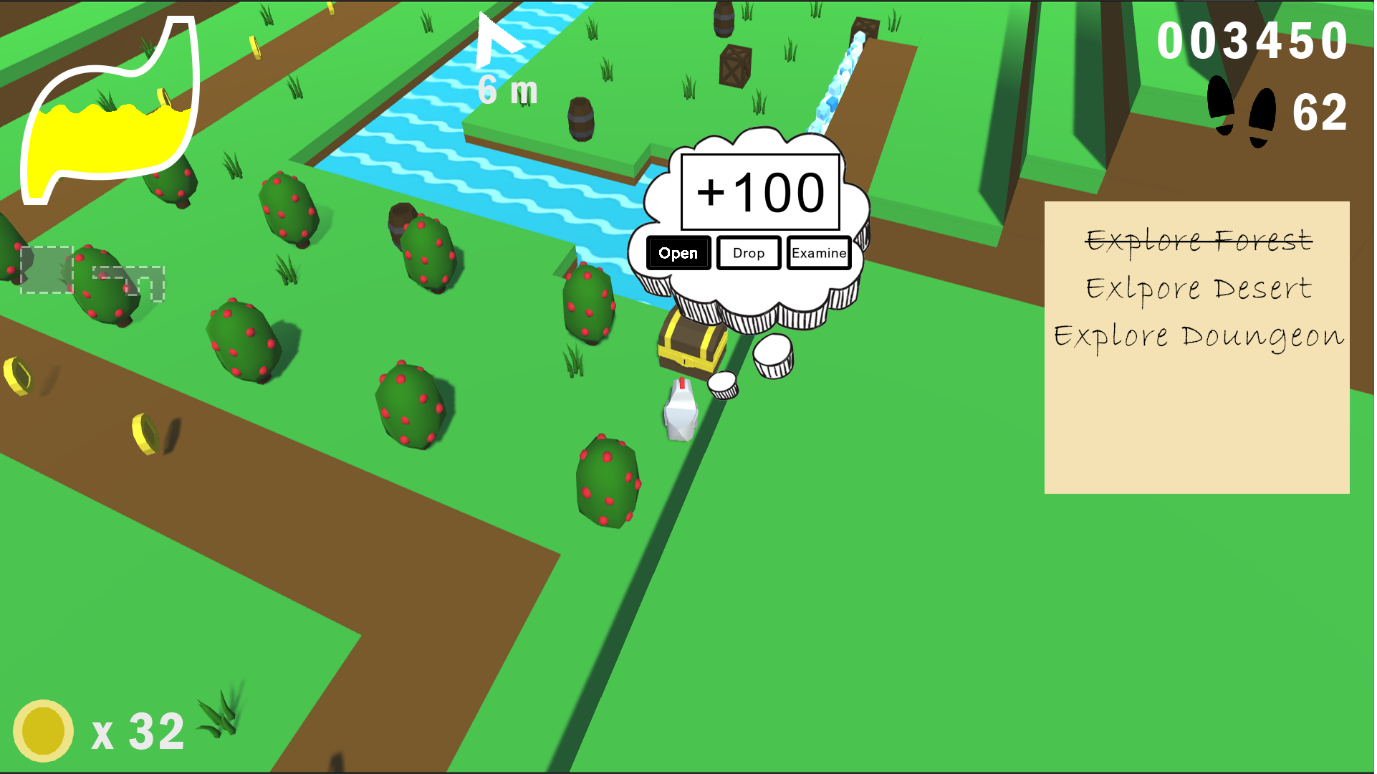 003450
6 m
62
+100
Open Drop Examine
Explore Forest
Exlpore Desert
Explore Doungeon
x 32